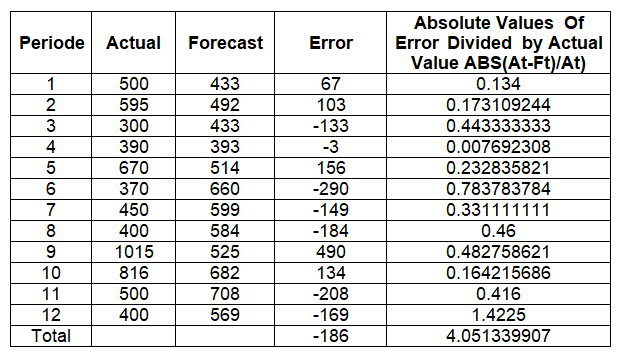 Periode Actual Forecast Error Absolute Values Of
Error Divided by Actual
Value ABS(At-Ft)/At)
1 500 433 67 0.134
2 595 492 103 0.173109244
3 300 433 -133 0.443333333
4 390 393 -3 0.007692308
5 670 514 156 0.232835821
6 370 660 -290 0.783783784
7 450 599 -149 0.331111111
8 400 584 -184 0.46
9 1015 525 490 0.482758621
10 816 682 134 0.164215686
11 500 708 -208 0.416
12 400 569 -169 1.4225
Total -186 4.051339907